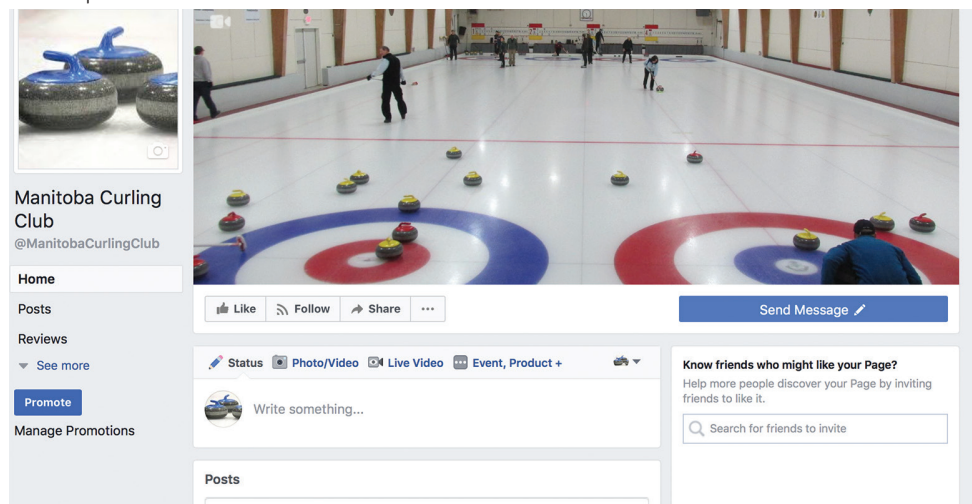 Manitoba Curling
Club
@ManitobaCurlingClub
Home
Posts
Reviews
See more
Promote
Manage Promotions
Like
Follow
Share
Send Message
Status
Photo/Video
Live Video
Event, Product +
Write something...
Know friends who might like your Page?
Help more people discover your Page by inviting
friends to like it.
Search for friends to invite
Posts